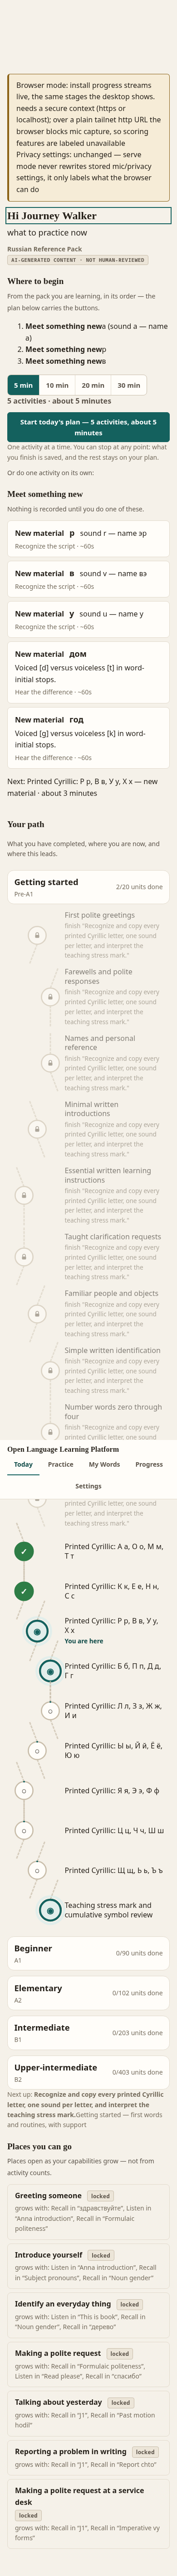 Browser mode: install progress streams
live, the same stages the desktop shows.
needs a secure context (https or
localhost); over a plain tailnet http URL the
browser blocks mic capture, so scoring
features are labeled unavailable
Privacy settings: unchanged — serve
mode never rewrites stored mic/privacy
settings, it only labels what the browser
can do
Hi Journey Walker
what to practice now
Russian Reference Pack
AI-GENERATED CONTENT · NOT HUMAN-REVIEWED
Where to begin
From the pack you are learning, in its order — the
plan below carries the buttons.
1. Meet something newа (sound a — name
a)
2. Meet something newр
3. Meet something newв
5 min 10 min 20 min 30 min
5 activities · about 5 minutes
Start today's plan — 5 activities, about 5
minutes
One activity at a time. You can stop at any point: what
you finish is saved, and the rest stays on your plan.
Or do one activity on its own:
Meet something new
Nothing is recorded until you do one of these.
New material р sound r — name эр
Recognize the script · ~60s
New material в sound v — name вэ
Recognize the script · ~60s
New material у sound u — name у
Recognize the script · ~60s
New material дом
Voiced [d] versus voiceless [t] in word-
initial stops.
Hear the difference · ~60s
New material год
Voiced [g] versus voiceless [k] in word-
initial stops.
Hear the difference · ~60s
Next: Printed Cyrillic: Р р, В в, У у, Х х — new
material · about 3 minutes
Your path
What you have completed, where you are now, and
where this leads.
Getting started
Pre-A1
2/20 units done
First polite greetings
finish "Recognize and copy every
printed Cyrillic letter, one sound
per letter, and interpret the
teaching stress mark."
Farewells and polite
responses
finish "Recognize and copy every
printed Cyrillic letter, one sound
per letter, and interpret the
teaching stress mark."
Names and personal
reference
finish "Recognize and copy every
printed Cyrillic letter, one sound
per letter, and interpret the
teaching stress mark."
Minimal written
introductions
finish "Recognize and copy every
printed Cyrillic letter, one sound
per letter, and interpret the
teaching stress mark."
Essential written learning
instructions
finish "Recognize and copy every
printed Cyrillic letter, one sound
per letter, and interpret the
teaching stress mark."
Taught clarification requests
finish "Recognize and copy every
printed Cyrillic letter, one sound
per letter, and interpret the
teaching stress mark."
Familiar people and objects
finish "Recognize and copy every
printed Cyrillic letter, one sound
per letter, and interpret the
teaching stress mark."
Simple written identification
finish "Recognize and copy every
printed Cyrillic letter, one sound
per letter, and interpret the
teaching stress mark."
Number words zero through
four
finish "Recognize and copy every
printed Cyrillic letter, one sound
Open Language Learning Platform
Today Practice My Words Progress
Settings
printed Cyrillic letter, one sound
per letter, and interpret the
teaching stress mark."
Printed Cyrillic: А а, О о, М м,
Т т
Printed Cyrillic: К к, Е е, Н н,
С с
Printed Cyrillic: Р р, В в, У у,
Х х
You are here
Printed Cyrillic: Б б, П п, Д д,
Г г
Printed Cyrillic: Л л, З з, Ж ж,
И и
Printed Cyrillic: Ы ы, Й й, Ё ё,
Ю ю
Printed Cyrillic: Я я, Э э, Ф ф
Printed Cyrillic: Ц ц, Ч ч, Ш ш
Printed Cyrillic: Щ щ, Ь ь, Ъ ъ
Teaching stress mark and
cumulative symbol review
Beginner
A1
0/90 units done
Elementary
A2
0/102 units done
Intermediate
B1
0/203 units done
Upper-intermediate
B2
0/403 units done
Next up: Recognize and copy every printed Cyrillic
letter, one sound per letter, and interpret the
teaching stress mark.Getting started — first words
and routines, with support
Places you can go
Places open as your capabilities grow — not from
activity counts.
Greeting someone locked
grows with: Recall in "здравствуйте", Listen in
"Anna introduction", Recall in "Formulaic
politeness"
Introduce yourself locked
grows with: Listen in "Anna introduction", Recall
in "Subject pronouns", Recall in "Noun gender"
Identify an everyday thing locked
grows with: Listen in "This is book", Recall in
"Noun gender", Recall in "дерево"
Making a polite request locked
grows with: Recall in "Formulaic politeness",
Listen in "Read please", Recall in "спасибо"
Talking about yesterday locked
grows with: Recall in "J1", Recall in "Past motion
hodil"
Reporting a problem in writing locked
grows with: Recall in "J1", Recall in "Report chto"
Making a polite request at a service
desk
locked
grows with: Recall in "J1", Recall in "Imperative vy
forms"